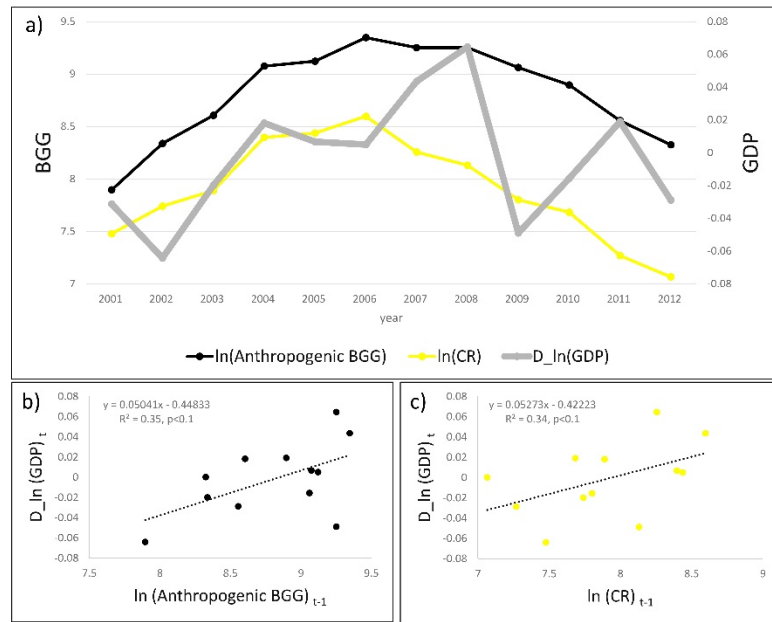 a)
BGG
9.5
9
8.5
8
7.5
7
0.08
0.06
0.04
0.02
0
-0.02
-0.04
-0.06
-0.08
GDP
2001 2002 2003 2004 2005 2006 2007 2008 2009 2010 2011 2012
year
ln(Anthropogenic BGG) ln(CR) D_ln(GDP)
b)
y = 0.05041x - 0.44833
R² = 0.35, p<0.1
D_ln (GDP) t
0.08
0.06
0.04
0.02
0
-0.02
-0.04
-0.06
-0.08
7.5 8 8.5 9 9.5
ln (Anthropogenic BGG) t-1
c)
y = 0.05273x - 0.42223
R² = 0.34, p<0.1
D_ln (GDP) t
0.08
0.06
0.04
0.02
0
-0.02
-0.04
-0.06
-0.08
7 7.5 8 8.5 9
ln (CR) t-1